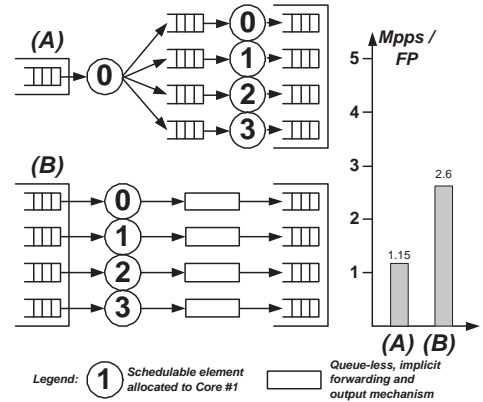 (A)
0
0
1
2
3
(B)
0
1
2
3
Mpps /
FP
5
4
3
2
1
1.15
2.6
(A) (B)
Legend:
1
Schedulable element
allocated to Core #1
Queue-less, implicit
forwarding and
output mechanism